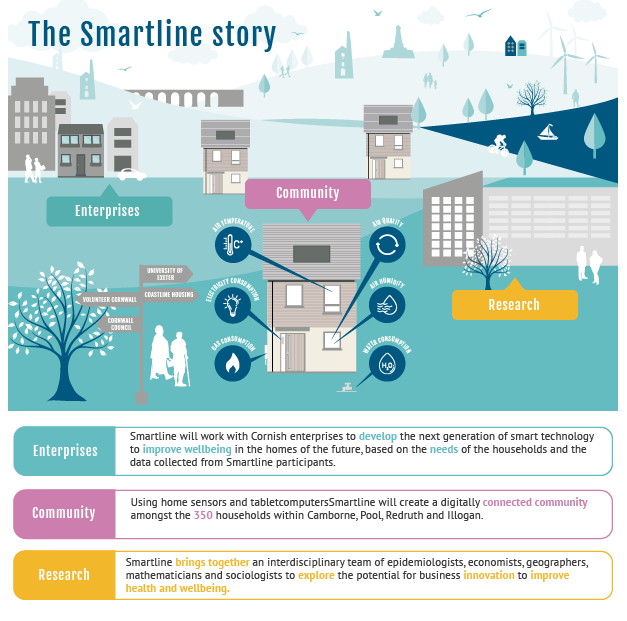 The Smartline story
Community
Enterprises
AIR TEMPERATURE
C°
AIR QUALITY
UNIVERSITY OF
EXETER
VOLUNTEER CORNWALL
COASTLINE HOUSING
CORNWALL
COUNCIL
ELECTRICITY CONSUMPTION
AIR HUMIDITY
Research
GAS CONSUMPTION
WATER CONSUMPTION
H₂O
Enterprises
Smartline will work with Cornish enterprises to develop the next generation of smart technology
to improve wellbeing in the homes of the future, based on the needs of the households and the
data collected from Smartline participants.
Community
Using home sensors and tabletcomputersSmartline will create a digitally connected community
amongst the 350 households within Camborne, Pool, Redruth and Illogan.
Research
Smartline brings together an interdisciplinary team of epidemiologists, economists, geographers,
mathematicians and sociologists to explore the potential for business innovation to improve
health and wellbeing.